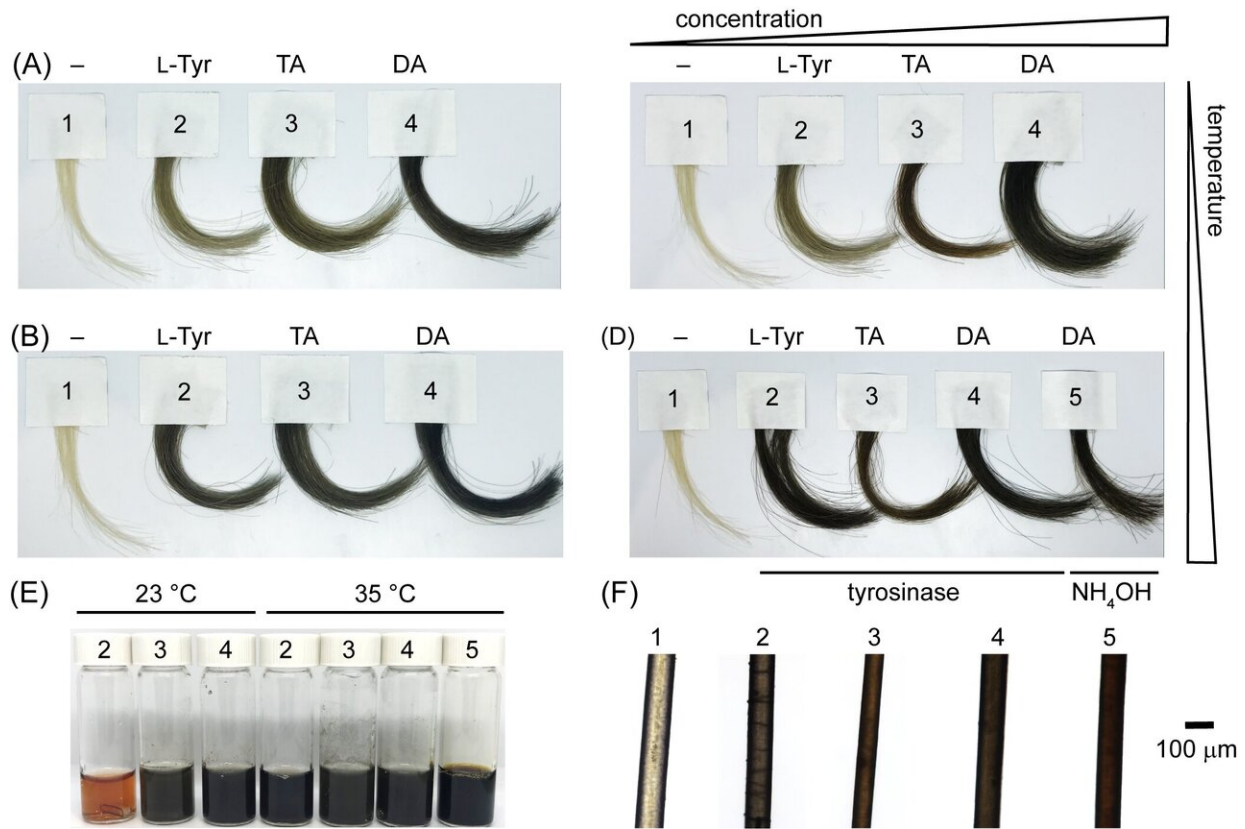 concentration
(A) – L-Tyr TA DA
1 2 3 4
– L-Tyr TA DA
1 2 3 4
temperature
(B) – L-Tyr TA DA
1 2 3 4
(D) – L-Tyr TA DA DA
1 2 3 4 5
tyrosinase NH₄OH
(E) 23 °C 35 °C
2 3 4 2 3 4 5
(F)
1 2 3 4 5
100 μm